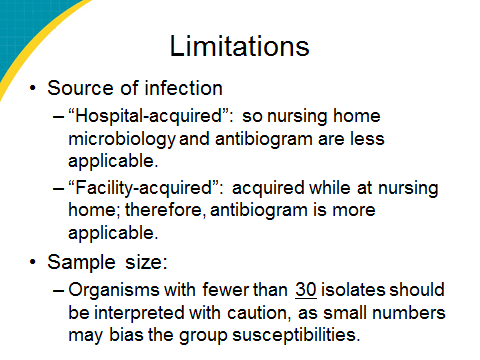 Limitations
• Source of infection
– “Hospital-acquired”: so nursing home
microbiology and antibiogram are less
applicable.
– “Facility-acquired”: acquired while at nursing
home; therefore, antibiogram is more
applicable.
• Sample size:
– Organisms with fewer than 30 isolates should
be interpreted with caution, as small numbers
may bias the group susceptibilities.